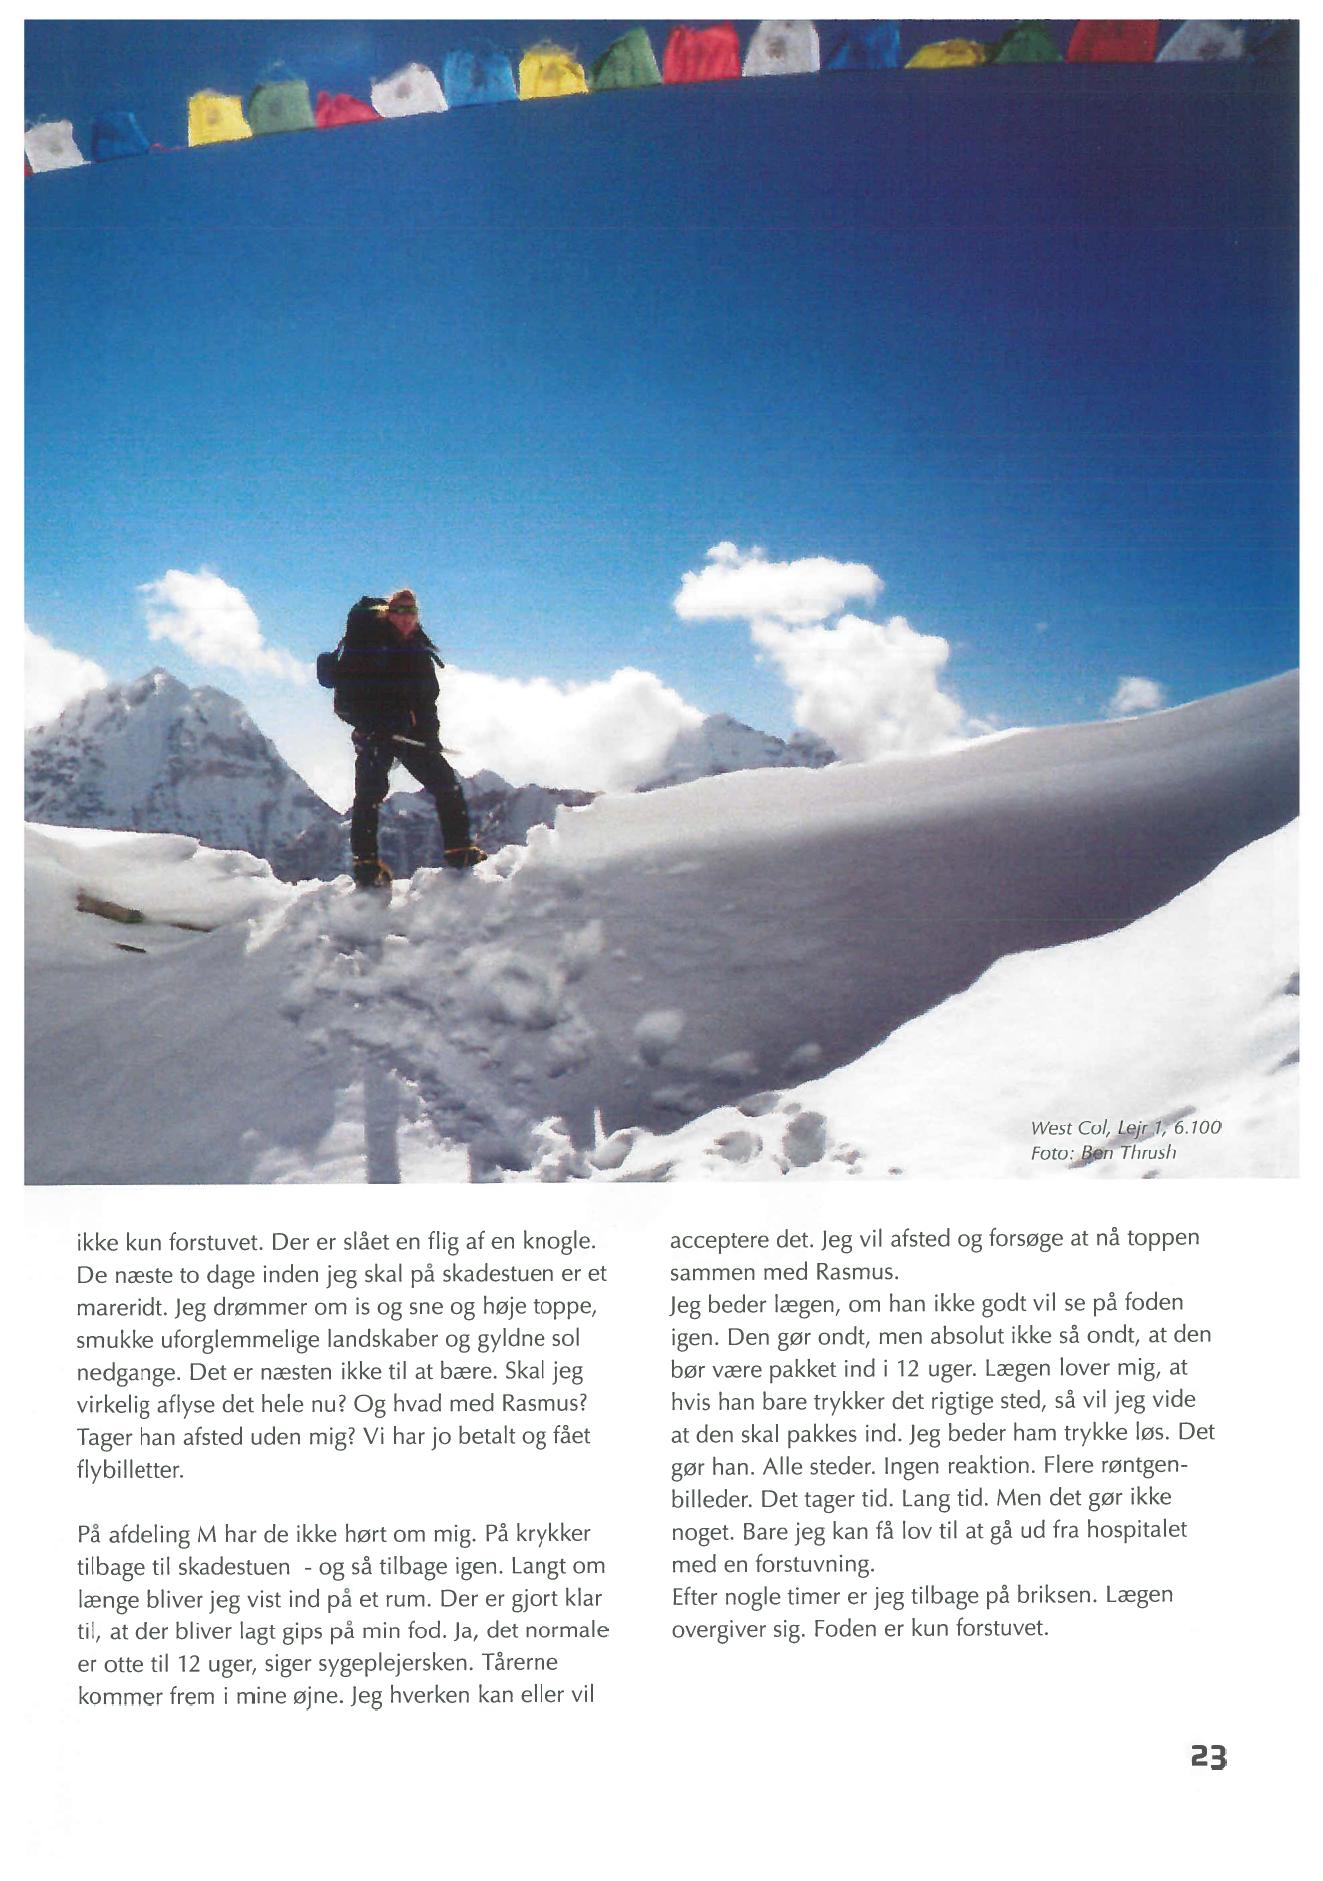 West Col, Lejr 1, 6.100
Foto: Ben Thrush
ikke kun forstuvet. Der er slået en flig af en knogle.
De næste to dage inden jeg skal på skadestuen er et
mareridt. Jeg drømmer om is og sne og høje toppe,
smukke uforglemmelige landskaber og gyldne sol
nedgange. Det er næsten ikke til at bære. Skal jeg
virkelig aflyse det hele nu? Og hvad med Rasmus?
Tager han afsted uden mig? Vi har jo betalt og fået
flybilletter.
På afdeling M har de ikke hørt om mig. På krykker
tilbage til skadestuen - og så tilbage igen. Langt om
længe bliver jeg vist ind på et rum. Der er gjort klar
til, at der bliver lagt gips på min fod. Ja, det normale
er otte til 12 uger, siger sygeplejersken. Tårerne
kommer frem i mine øjne. Jeg hverken kan eller vil
acceptere det. Jeg vil afsted og forsøge at nå toppen
sammen med Rasmus.
Jeg beder lægen, om han ikke godt vil se på foden
igen. Den gør ondt, men absolut ikke så ondt, at den
bør være pakket ind i 12 uger. Lægen lover mig, at
hvis han bare trykker det rigtige sted, så vil jeg vide
at den skal pakkes ind. Jeg beder ham trykke løs. Det
gør han. Alle steder. Ingen reaktion. Flere røntgen-
billeder. Det tager tid. Lang tid. Men det gør ikke
noget. Bare jeg kan få lov til at gå ud fra hospitalet
med en forstuvning.
Efter nogle timer er jeg tilbage på briksen. Lægen
overgiver sig. Foden er kun forstuvet.
23